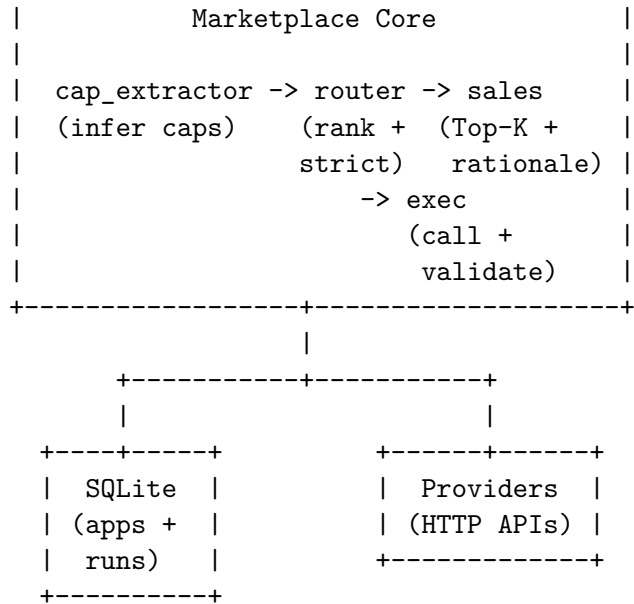 |          Marketplace Core           |
|                                     |
|  cap_extractor -> router -> sales   |
|  (infer caps)   (rank +  (Top-K +   |
|                 strict)   rationale) |
|                    -> exec          |
|                       (call +       |
|                        validate)    |
+------------------+--------------------+
                   |
       +-----------+-----------+
       |                       |
  +----+-----+          +------+------+
  |  SQLite  |          |  Providers  |
  | (apps +  |          | (HTTP APIs) |
  |  runs)   |          +-------------+
  +----------+